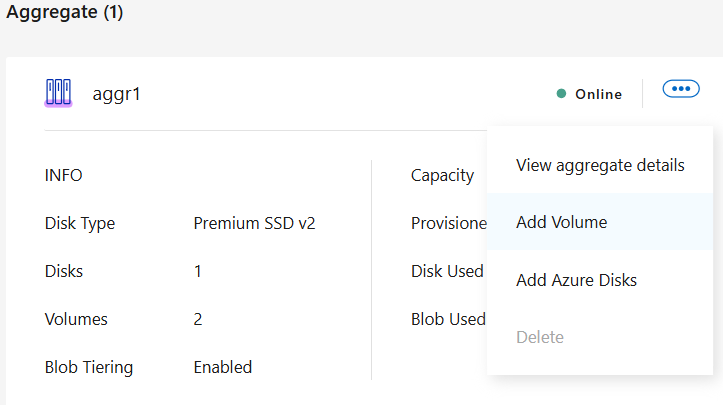 Aggregate (1)
aggr1
Online
INFO
Disk Type Premium SSD v2
Disks 1
Volumes 2
Blob Tiering Enabled
Capacity
Provisione
Disk Used
Blob Used
View aggregate details
Add Volume
Add Azure Disks
Delete